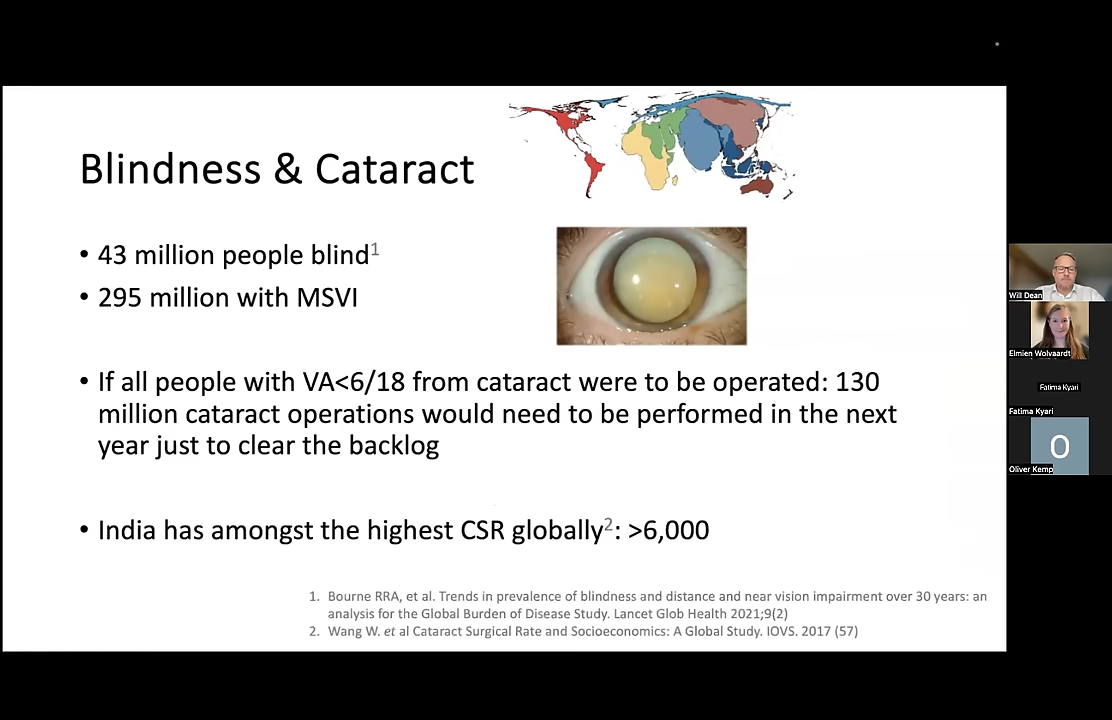 Blindness & Cataract
• 43 million people blind1
• 295 million with MSVI
• If all people with VA<6/18 from cataract were to be operated: 130
million cataract operations would need to be performed in the next
year just to clear the backlog
• India has amongst the highest CSR globally2: >6,000
1. Bourne RRA, et al. Trends in prevalence of blindness and distance and near vision impairment over 30 years: an
analysis for the Global Burden of Disease Study. Lancet Glob Health 2021;9(2)
2. Wang W. et al Cataract Surgical Rate and Socioeconomics: A Global Study. IOVS. 2017 (57)
Will Dean
Elmien Wolvaardt
Fatima Kyari
Fatima Kyari
O
Oliver Kemp